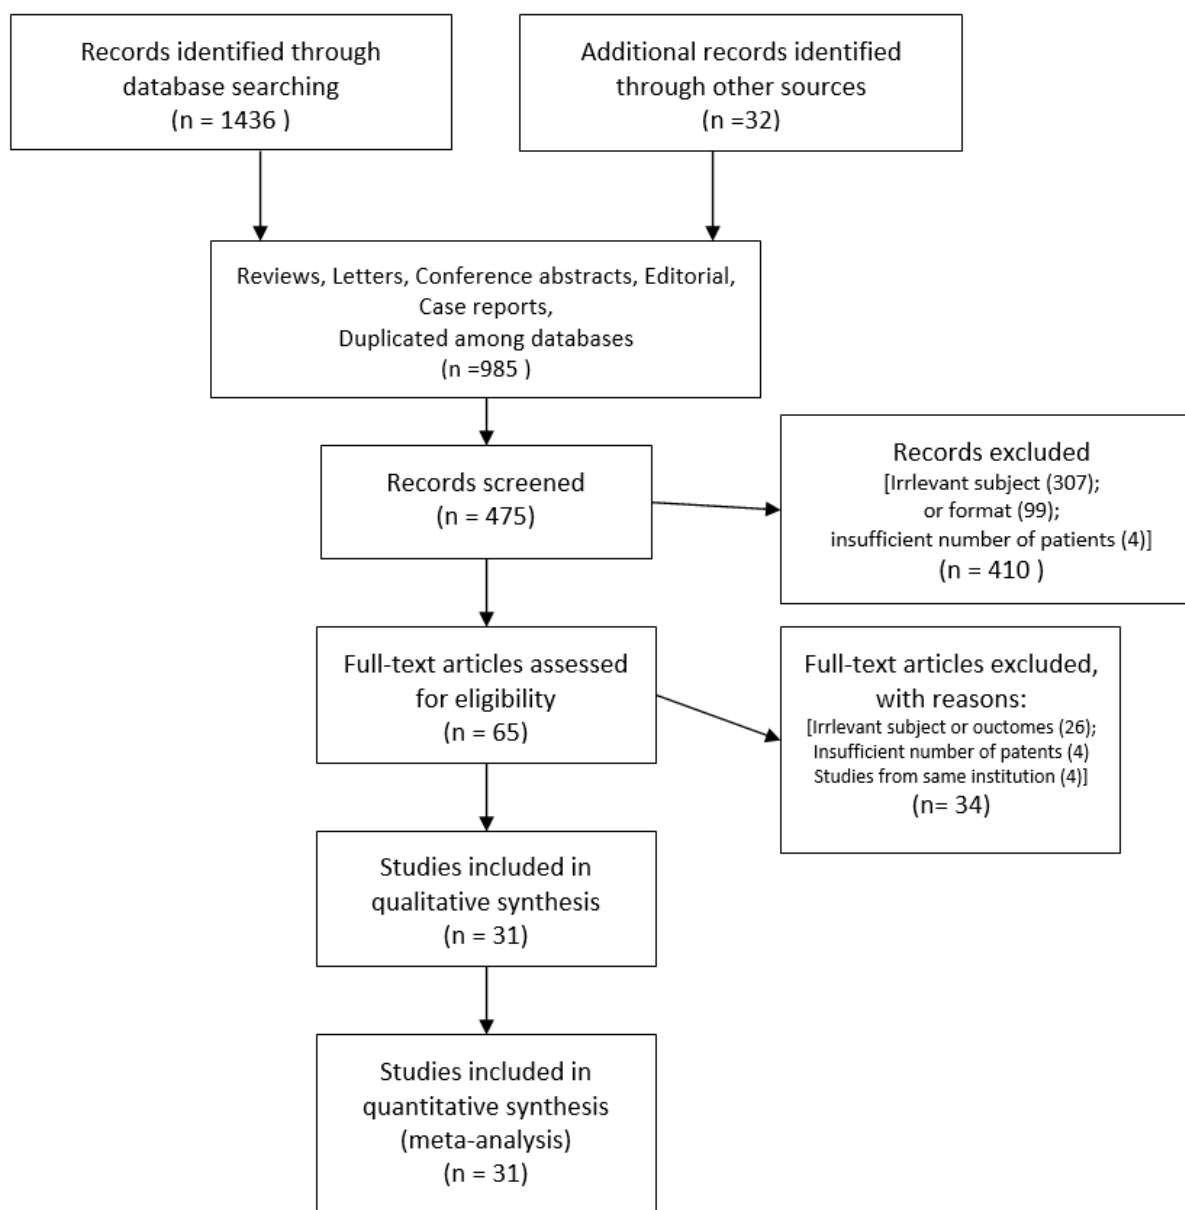 Records identified through
database searching
(n = 1436 )
Additional records identified
through other sources
(n =32)
Reviews, Letters, Conference abstracts, Editorial,
Case reports,
Duplicated among databases
(n =985 )
Records screened
(n = 475)
Records excluded
[Irrlevant subject (307);
or format (99);
insufficient number of patients (4)]
(n = 410 )
Full-text articles assessed
for eligibility
(n = 65)
Full-text articles excluded,
with reasons:
[Irrlevant subject or ouctomes (26);
Insufficient number of patents (4)
Studies from same institution (4)]
(n= 34)
Studies included in
qualitative synthesis
(n = 31)
Studies included in
quantitative synthesis
(meta-analysis)
(n = 31)